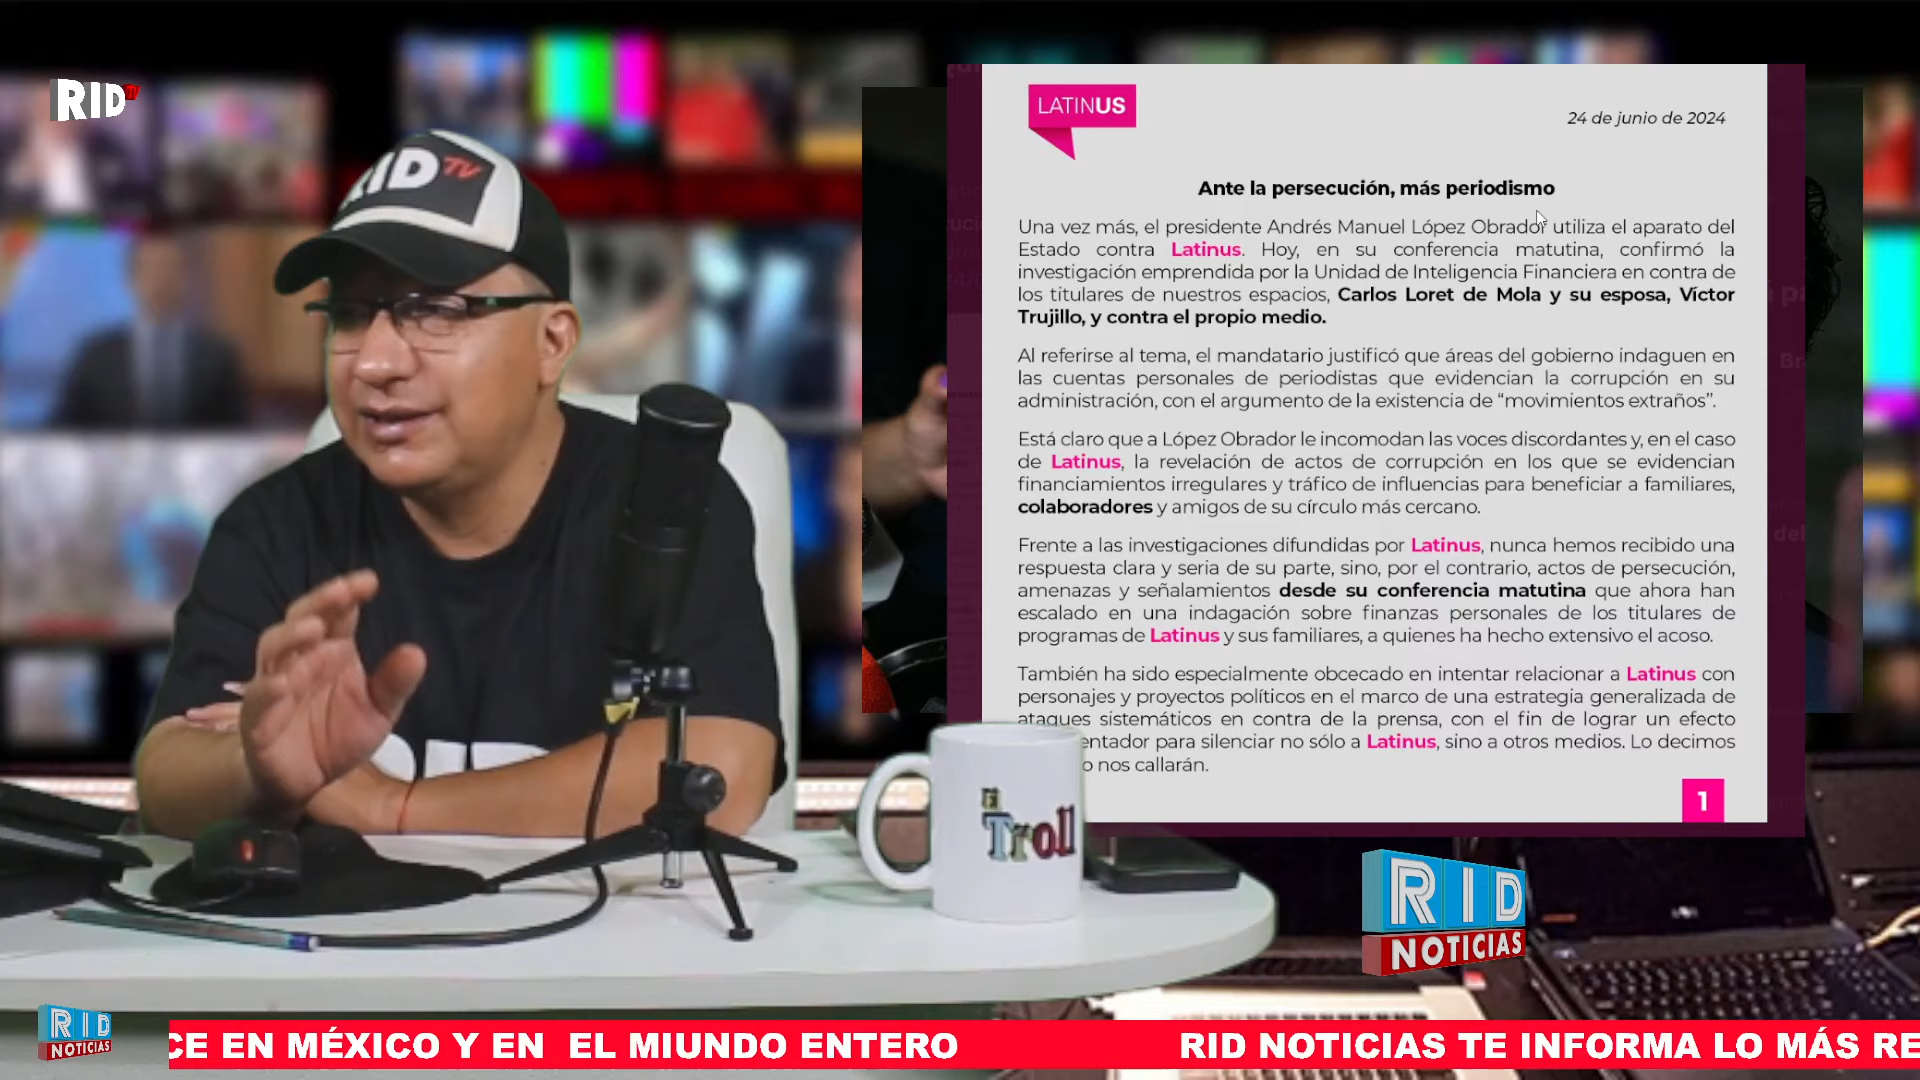 RID TV
RID TV
LATINUS
24 de junio de 2024
Ante la persecución, más periodismo
Una vez más, el presidente Andrés Manuel López Obrador utiliza el aparato del
Estado contra Latinus. Hoy, en su conferencia matutina, confirmó la
investigación emprendida por la Unidad de Inteligencia Financiera en contra de
los titulares de nuestros espacios, Carlos Loret de Mola y su esposa, Víctor
Trujillo, y contra el propio medio.
Al referirse al tema, el mandatario justificó que áreas del gobierno indaguen en
las cuentas personales de periodistas que evidencian la corrupción en su
administración, con el argumento de la existencia de “movimientos extraños”.
Está claro que a López Obrador le incomodan las voces discordantes y, en el caso
de Latinus, la revelación de actos de corrupción en los que se evidencian
financiamientos irregulares y tráfico de influencias para beneficiar a familiares,
colaboradores y amigos de su círculo más cercano.
Frente a las investigaciones difundidas por Latinus, nunca hemos recibido una
respuesta clara y seria de su parte, sino, por el contrario, actos de persecución,
amenazas y señalamientos desde su conferencia matutina que ahora han
escalado en una indagación sobre finanzas personales de los titulares de
programas de Latinus y sus familiares, a quienes ha hecho extensivo el acoso.
También ha sido especialmente obcecado en intentar relacionar a Latinus con
personajes y proyectos políticos en el marco de una estrategia generalizada de
ataques sistemáticos en contra de la prensa, con el fin de lograr un efecto
entador para silenciar no sólo a Latinus, sino a otros medios. Lo decimos
o nos callarán.
1
El
Troll
RID
NOTICIAS
RID
NOTICIAS
CE EN MÉXICO Y EN EL MIUNDO ENTERO RID NOTICIAS TE INFORMA LO MÁS RE